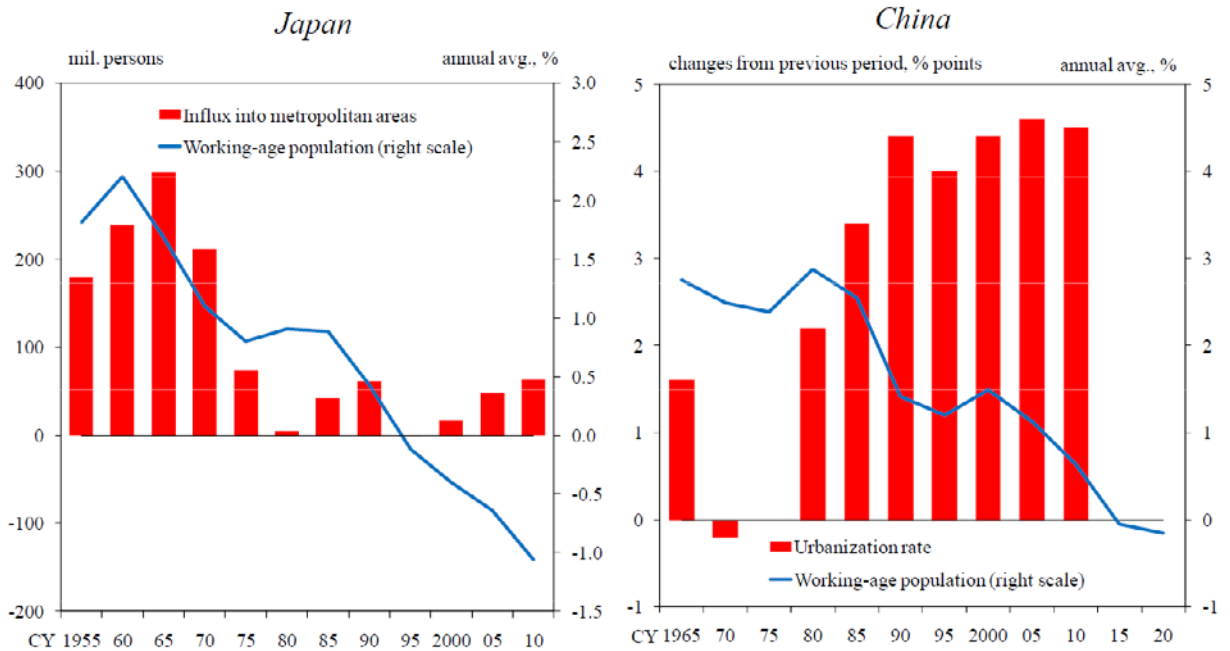 Japan
mil. persons annual avg., %
400 3.0
Influx into metropolitan areas
Working-age population (right scale)
2.5
300
2.0
200 1.5
1.0
100
0.5
0 0.0
-0.5
-100
-1.0
-200 -1.5
CY 1955 60 65 70 75 80 85 90 95 2000 05 10
China
changes from previous period, % points annual avg., %
5 5
4 4
3 3
2 2
1 1
0 0
Urbanization rate
Working-age population (right scale)
-1 -1
CY 1965 70 75 80 85 90 95 2000 05 10 15 20